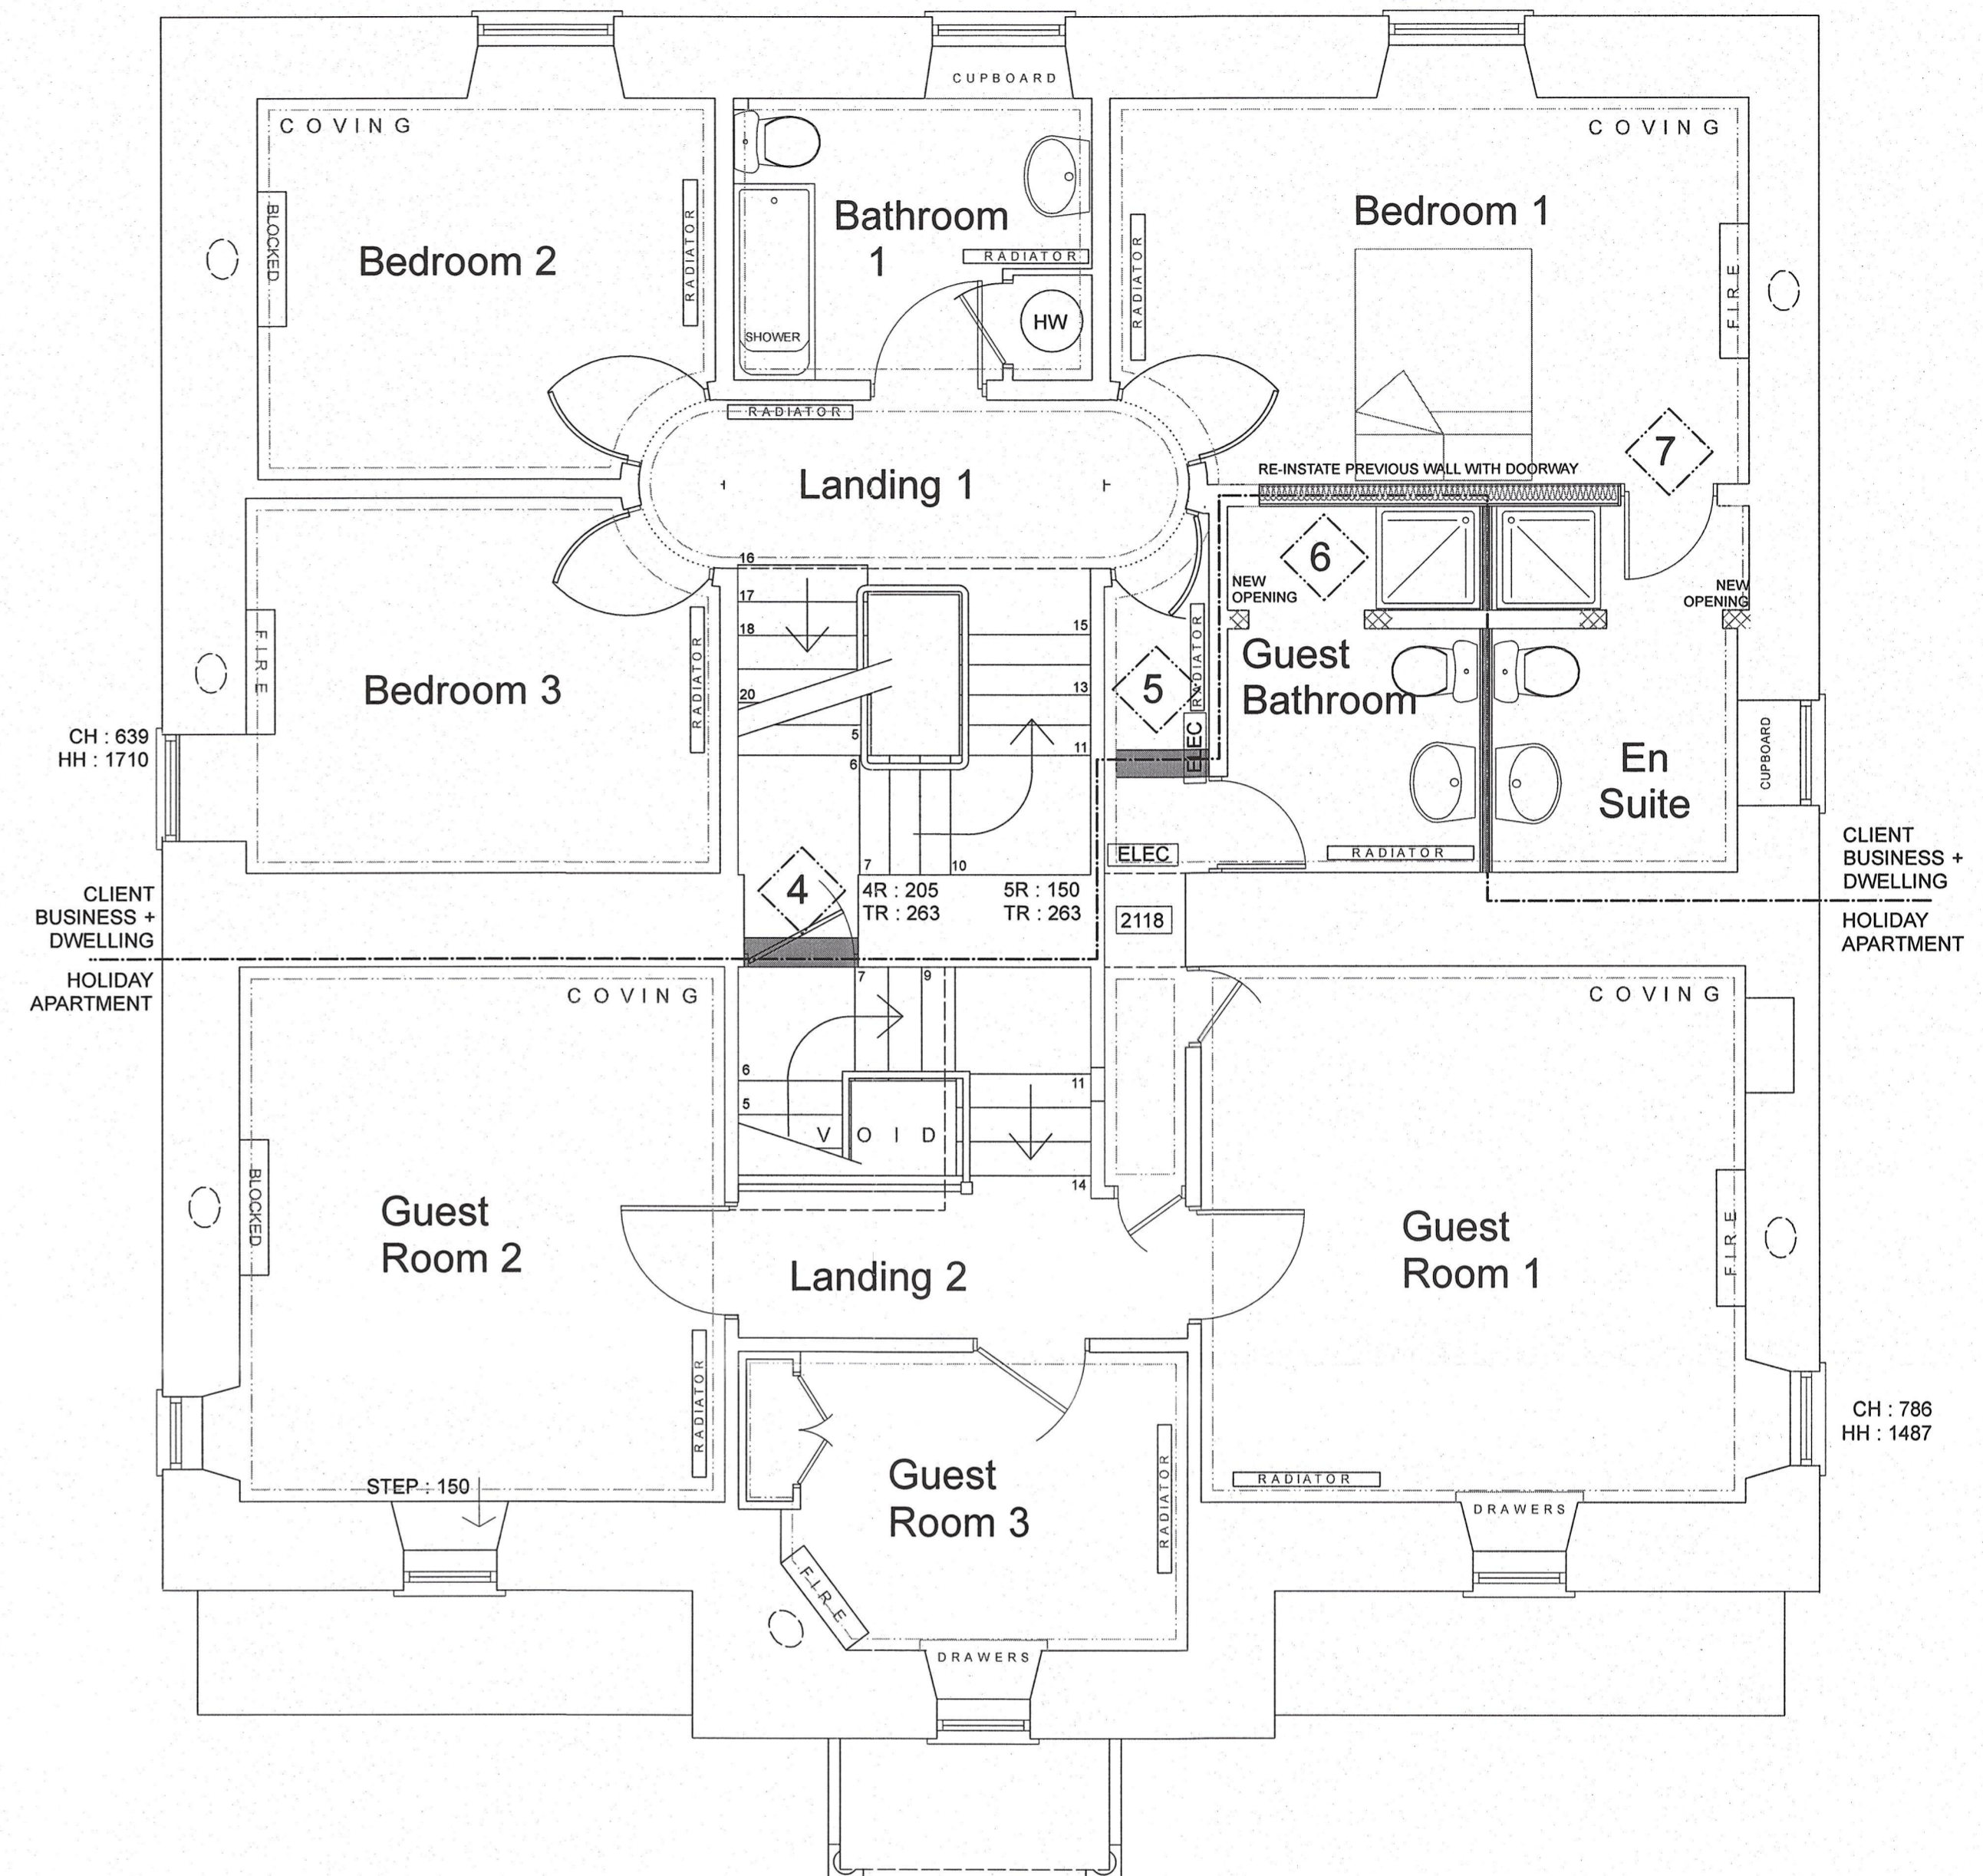 CUPBOARD
COVING
COVING
BLOCKED
RADIATOR
Bedroom 2
Bathroom
1
RADIATOR
HW
SHOWER
RADIATOR
Bedroom 1
FIRE
RADIATOR
Landing 1
RE-INSTATE PREVIOUS WALL WITH DOORWAY
7
6
NEW
OPENING
NEW
OPENING
16
17
18
20
5
6
15
13
11
7
10
FIRE
Bedroom 3
RADIATOR
CH : 639
HH : 1710
5
RADIATOR
ELEC
ELEC
Guest
Bathroom
RADIATOR
En
Suite
CUPBOARD
4
4R : 205
TR : 263
5R : 150
TR : 263
2118
CLIENT
BUSINESS +
DWELLING
HOLIDAY
APARTMENT
CLIENT
BUSINESS +
DWELLING
HOLIDAY
APARTMENT
COVING
COVING
7
9
6
5
11
14
VOID
BLOCKED
Guest
Room 2
RADIATOR
STEP : 150
Landing 2
Guest
Room 1
FIRE
RADIATOR
DRAWERS
CH : 786
HH : 1487
Guest
Room 3
RADIATOR
FIRE
DRAWERS